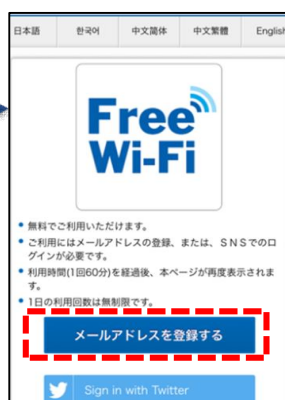 日本語 한국어 中文简体 中文繁體 English
Free
Wi-Fi
• 無料でご利用いただけます。
• ご利用にはメールアドレスの登録、または、SNSでのロ
グインが必要です。
• 利用時間(1回60分)を経過後、本ページが再度表示されま
す。
• 1日の利用回数は無制限です。
メールアドレスを登録する
Sign in with Twitter